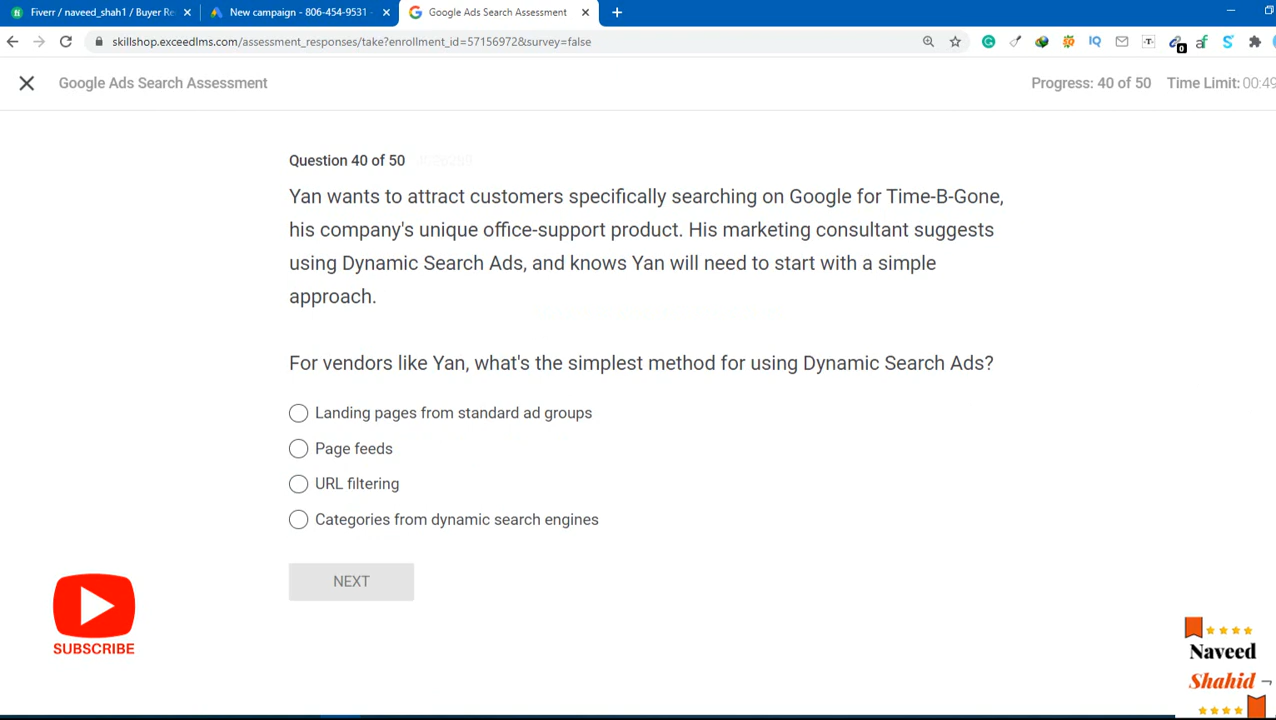 Fiverr / naveed_shah1 / Buyer Re
New campaign - 806-454-9531 -
Google Ads Search Assessment
skillshop.exceedlms.com/assessment_responses/take?enrollment_id=57156972&survey=false
Google Ads Search Assessment
Progress: 40 of 50
Time Limit: 00:49
Question 40 of 50
Yan wants to attract customers specifically searching on Google for Time-B-Gone,
his company's unique office-support product. His marketing consultant suggests
using Dynamic Search Ads, and knows Yan will need to start with a simple
approach.
For vendors like Yan, what's the simplest method for using Dynamic Search Ads?
Landing pages from standard ad groups
Page feeds
URL filtering
Categories from dynamic search engines
NEXT
SUBSCRIBE
Naveed
Shahid